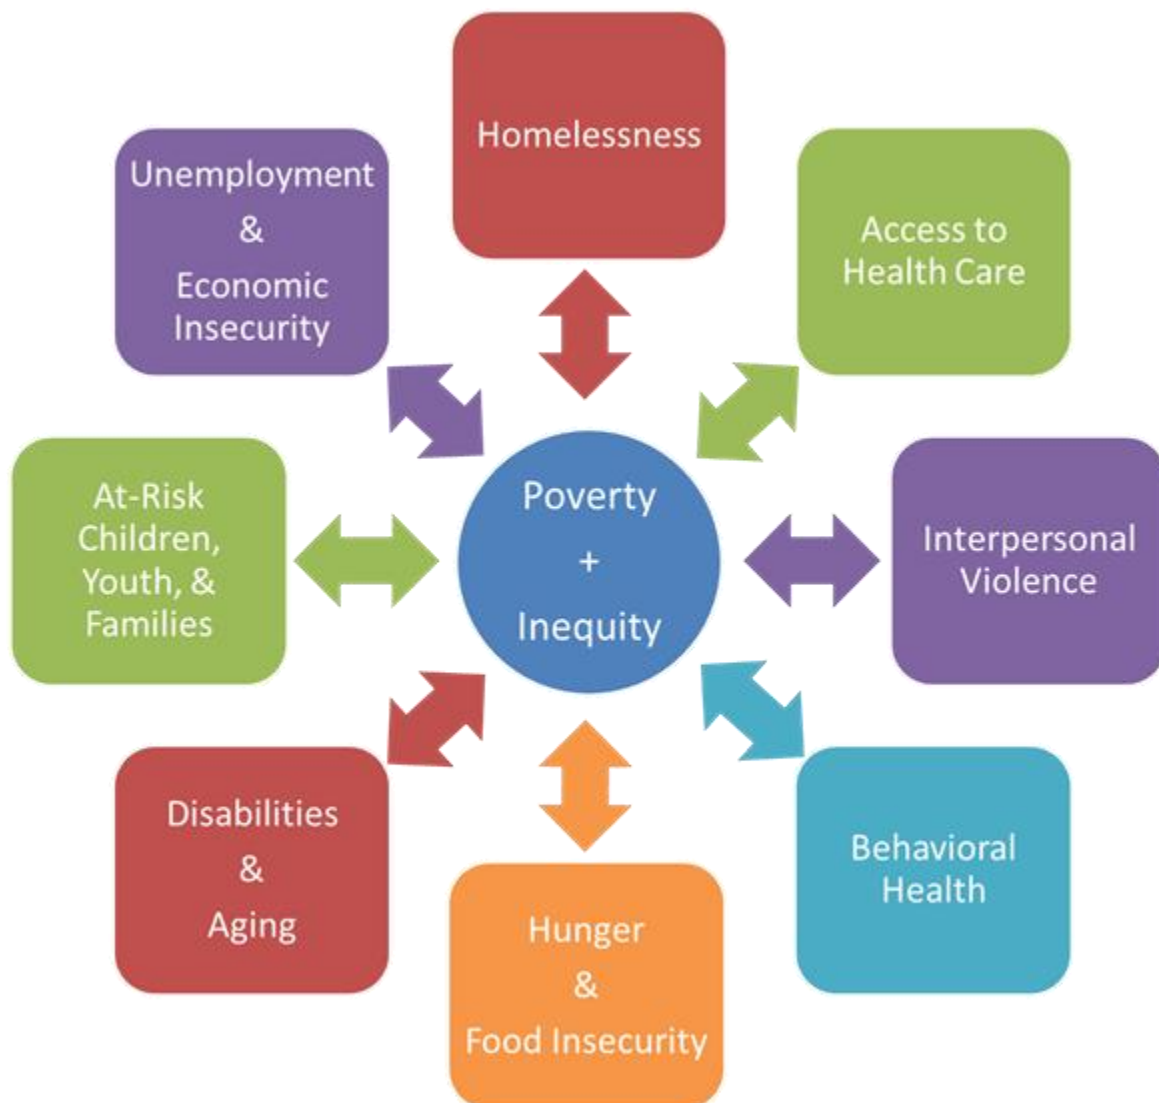 Homelessness
Unemployment
&
Economic
Insecurity
Access to
Health Care
At-Risk
Children,
Youth, &
Families
Poverty
+
Inequity
Interpersonal
Violence
Disabilities
&
Aging
Hunger
&
Food Insecurity
Behavioral
Health